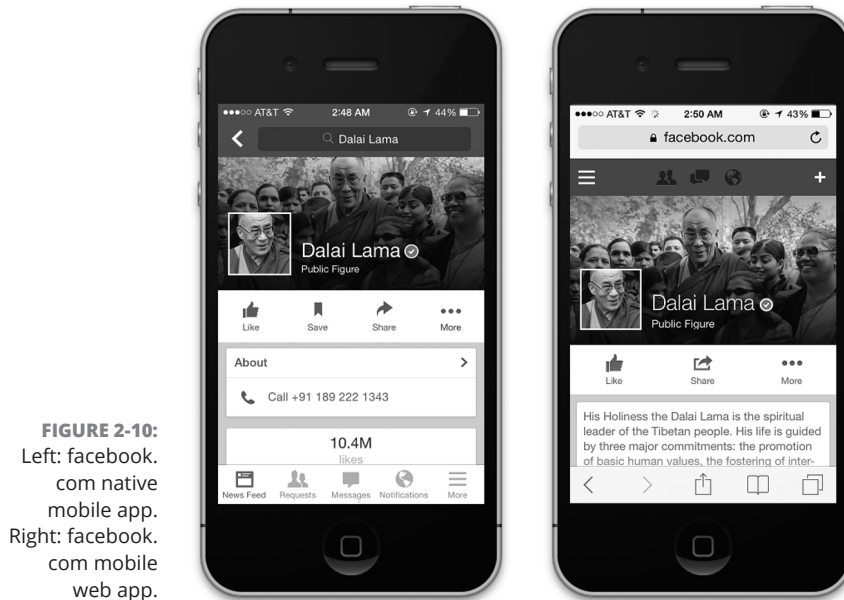 ●●●○○ AT&T 2:48 AM 44%
Dalai Lama
Dalai Lama
Public Figure
Like Save Share More
About
Call +91 189 222 1343
10.4M
likes
News Feed Requests Messages Notifications More
●●●○○ AT&T 2:50 AM 43%
facebook.com
Dalai Lama
Public Figure
Like Share More
His Holiness the Dalai Lama is the spiritual
leader of the Tibetan people. His life is guided
by three major commitments: the promotion
of basic human values, the fostering of inter-
FIGURE 2-10:
Left: facebook.
com native
mobile app.
Right: facebook.
com mobile
web app.